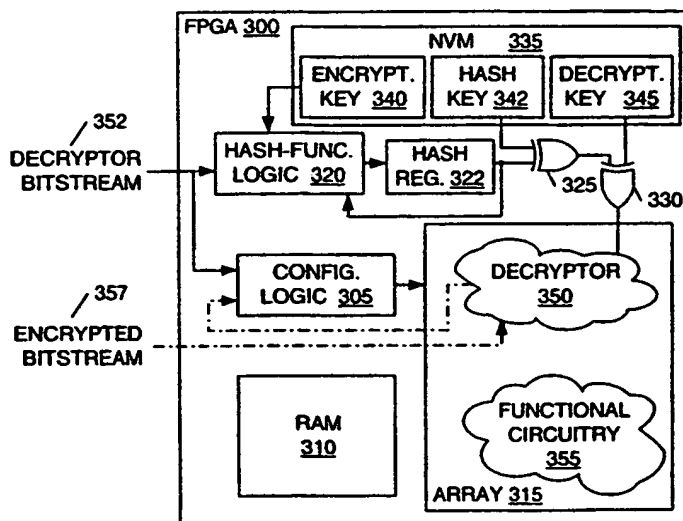 FPGA 300
NVM 335
ENCRYPT.
KEY 340
HASH
KEY 342
DECRYPT.
KEY 345
352
DECRYPTOR
BITSTREAM
HASH-FUNC.
LOGIC 320
HASH
REG. 322
325
330
CONFIG.
LOGIC 305
DECRYPTOR
350
357
ENCRYPTED
BITSTREAM
RAM
310
FUNCTIONAL
CIRCUITRY
355
ARRAY 315